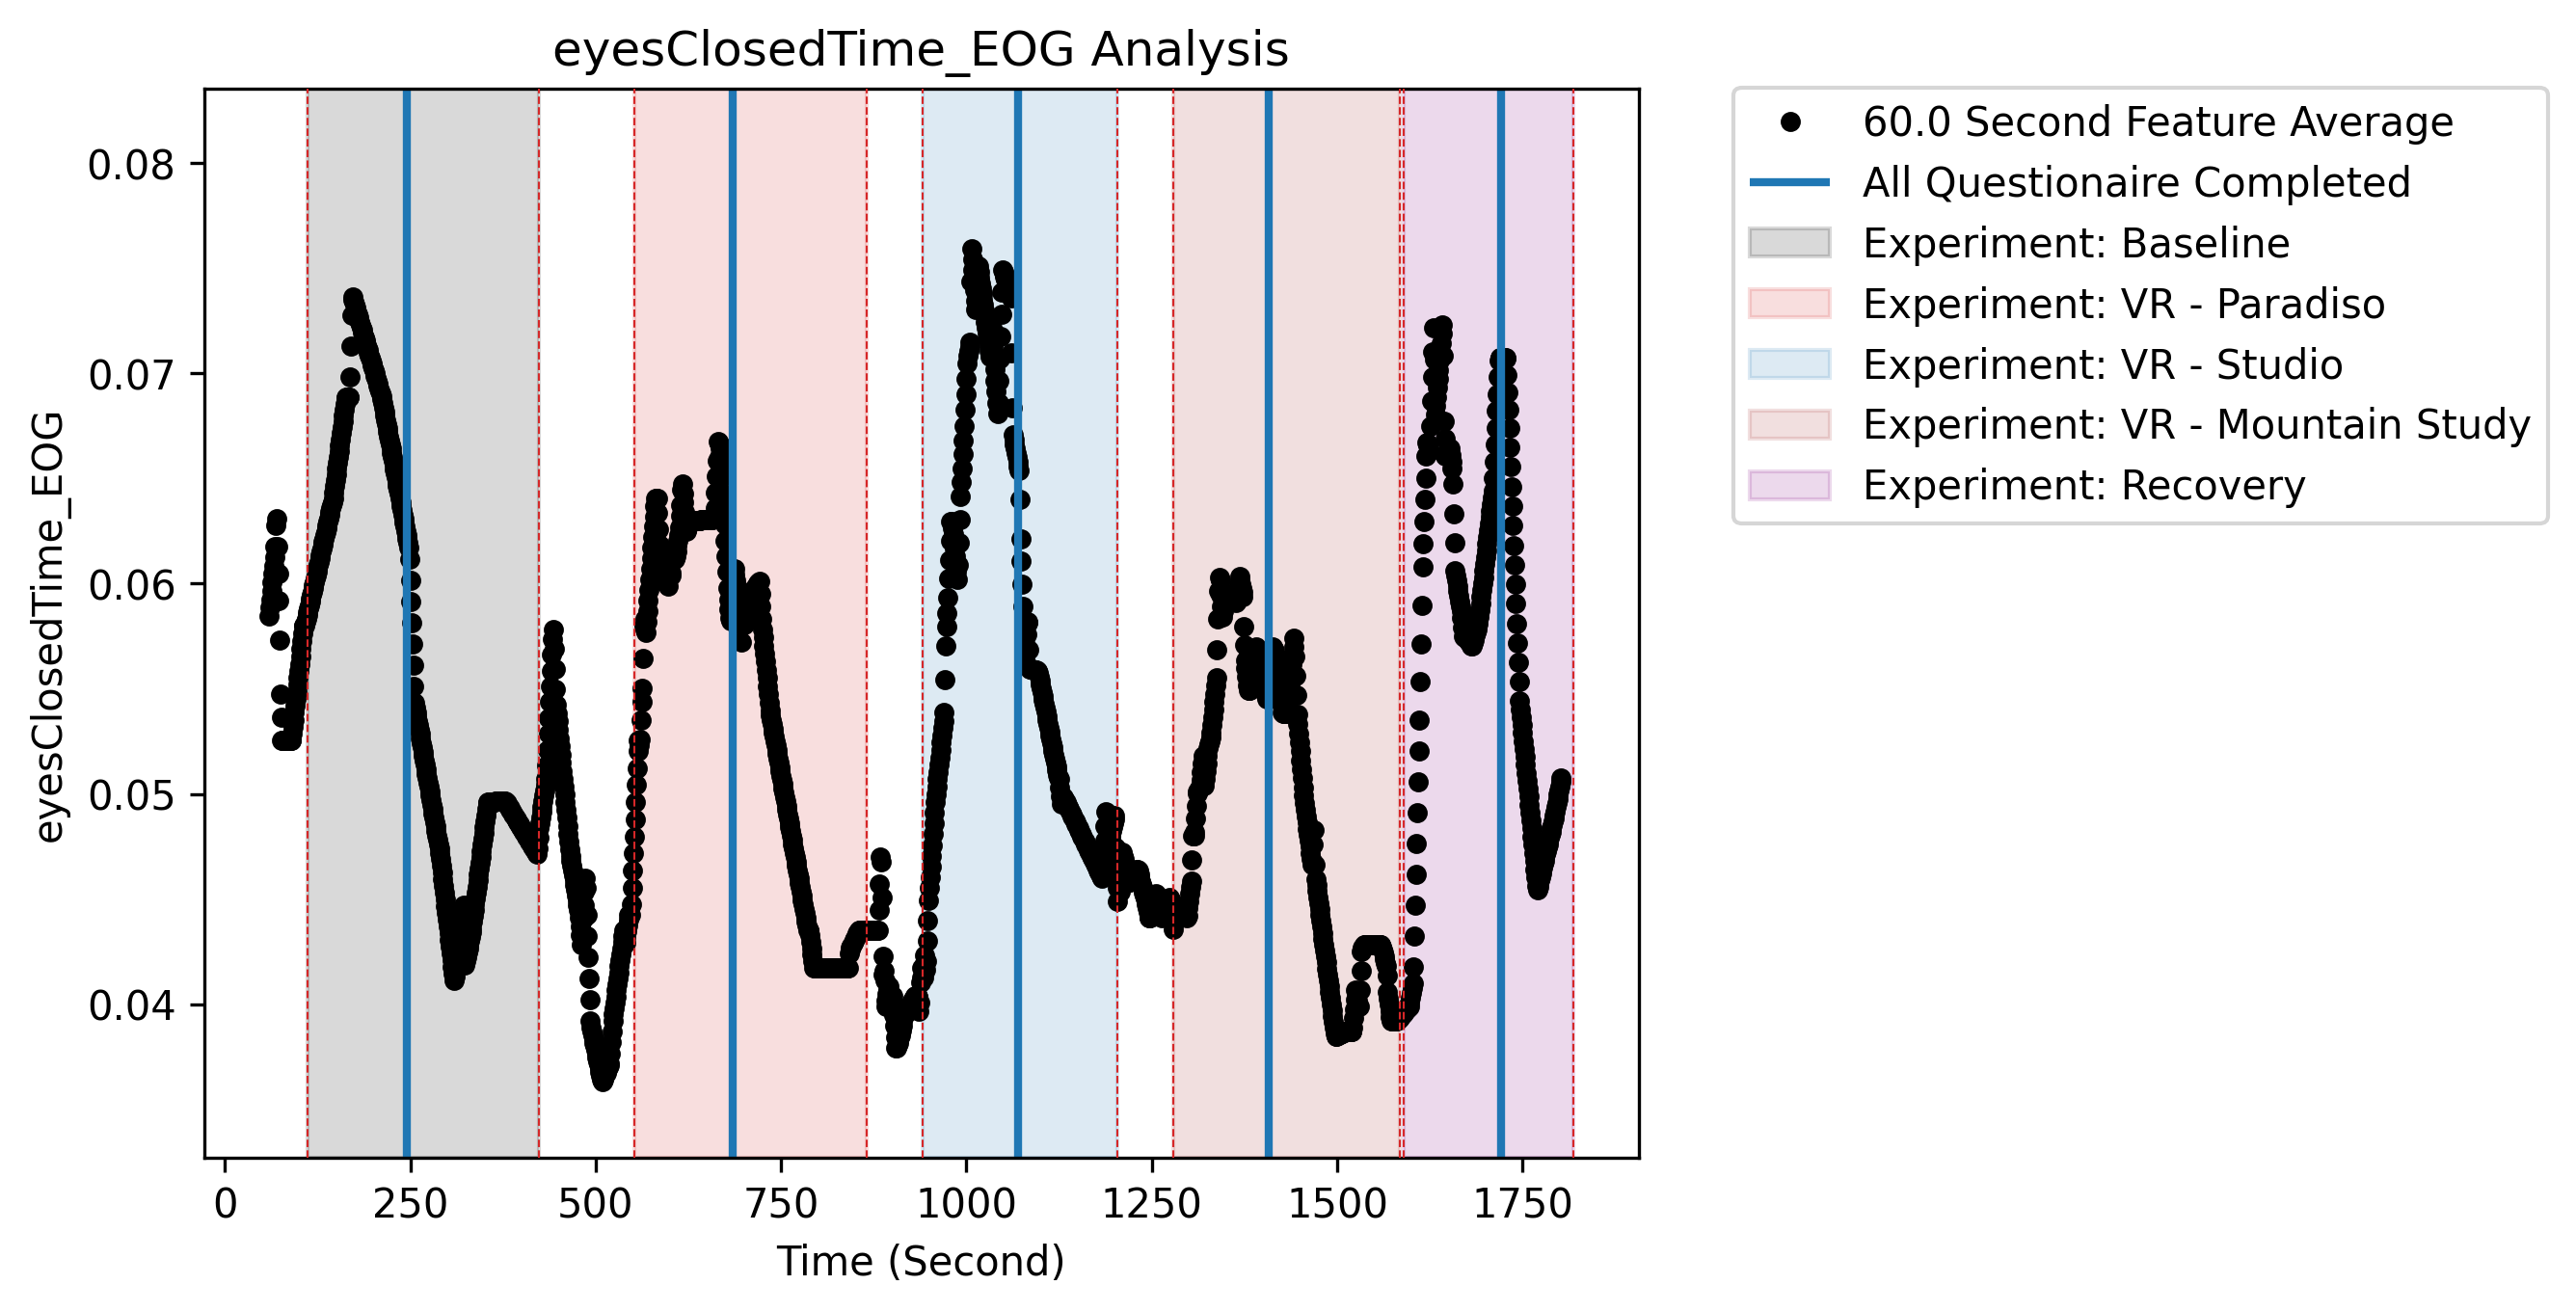 eyesClosedTime_EOG Analysis
eyesClosedTime_EOG
0.08
0.07
0.06
0.05
0.04
0
250
500
750
1000
1250
1500
1750
Time (Second)
60.0 Second Feature Average
All Questionaire Completed
Experiment: Baseline
Experiment: VR - Paradiso
Experiment: VR - Studio
Experiment: VR - Mountain Study
Experiment: Recovery